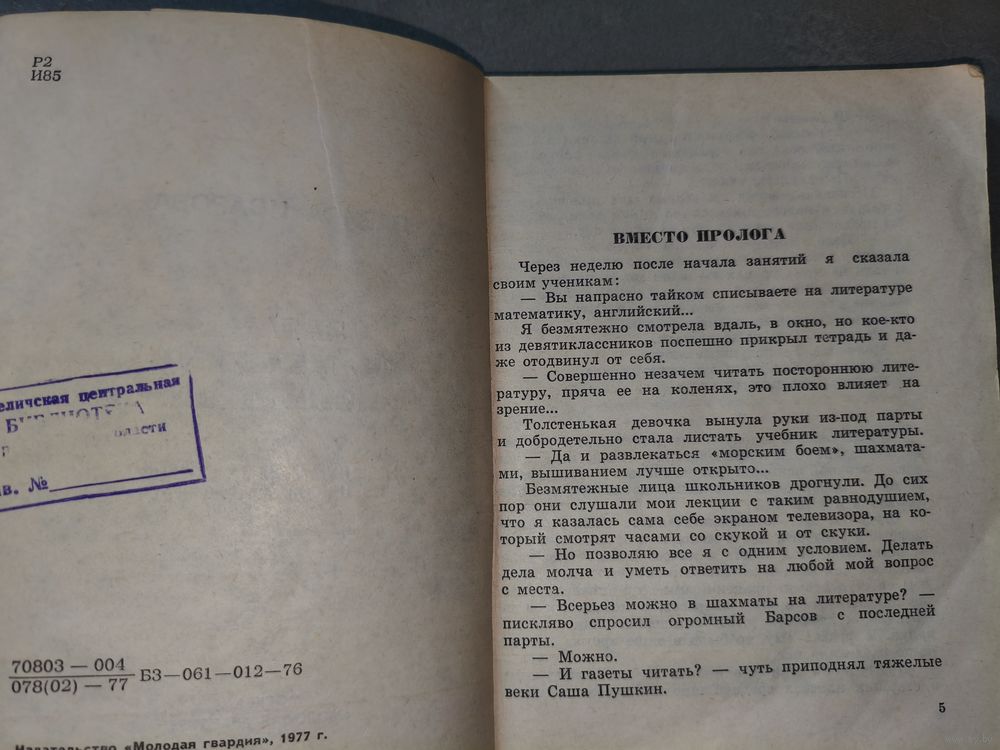 Р2
И85
еличская центральная
БИБЛИОТЕКА
ласти
в. №
70803 — 004
078(02) — 77
БЗ—061—012—76
Издательство «Молодая гвардия», 1977 г.
ВМЕСТО ПРОЛОГА
Через неделю после начала занятий я сказала
своим ученикам:
— Вы напрасно тайком списываете на литературе
математику, английский...
Я безмятежно смотрела вдаль, в окно, но кое-кто
из девятиклассников поспешно прикрыл тетрадь и да-
же отодвинул от себя.
— Совершенно незачем читать постороннюю лите-
ратуру, пряча ее на коленях, это плохо влияет на
зрение...
Толстенькая девочка вынула руки из-под парты
и добродетельно стала листать учебник литературы.
— Да и развлекаться «морским боем», шахмата-
ми, вышиванием лучше открыто...
Безмятежные лица школьников дрогнули. До сих
пор они слушали мои лекции с таким равнодушием,
что я казалась сама себе экраном телевизора, на ко-
торый смотрят часами со скукой и от скуки.
— Но позволяю все я с одним условием. Делать
дела молча и уметь ответить на любой мой вопрос
с места.
— Всерьез можно в шахматы на литературе? —
пискляво спросил огромный Барсов с последней
парты.
— Можно.
— И газеты читать? — чуть приподнял тяжелые
веки Саша Пушкин.
5